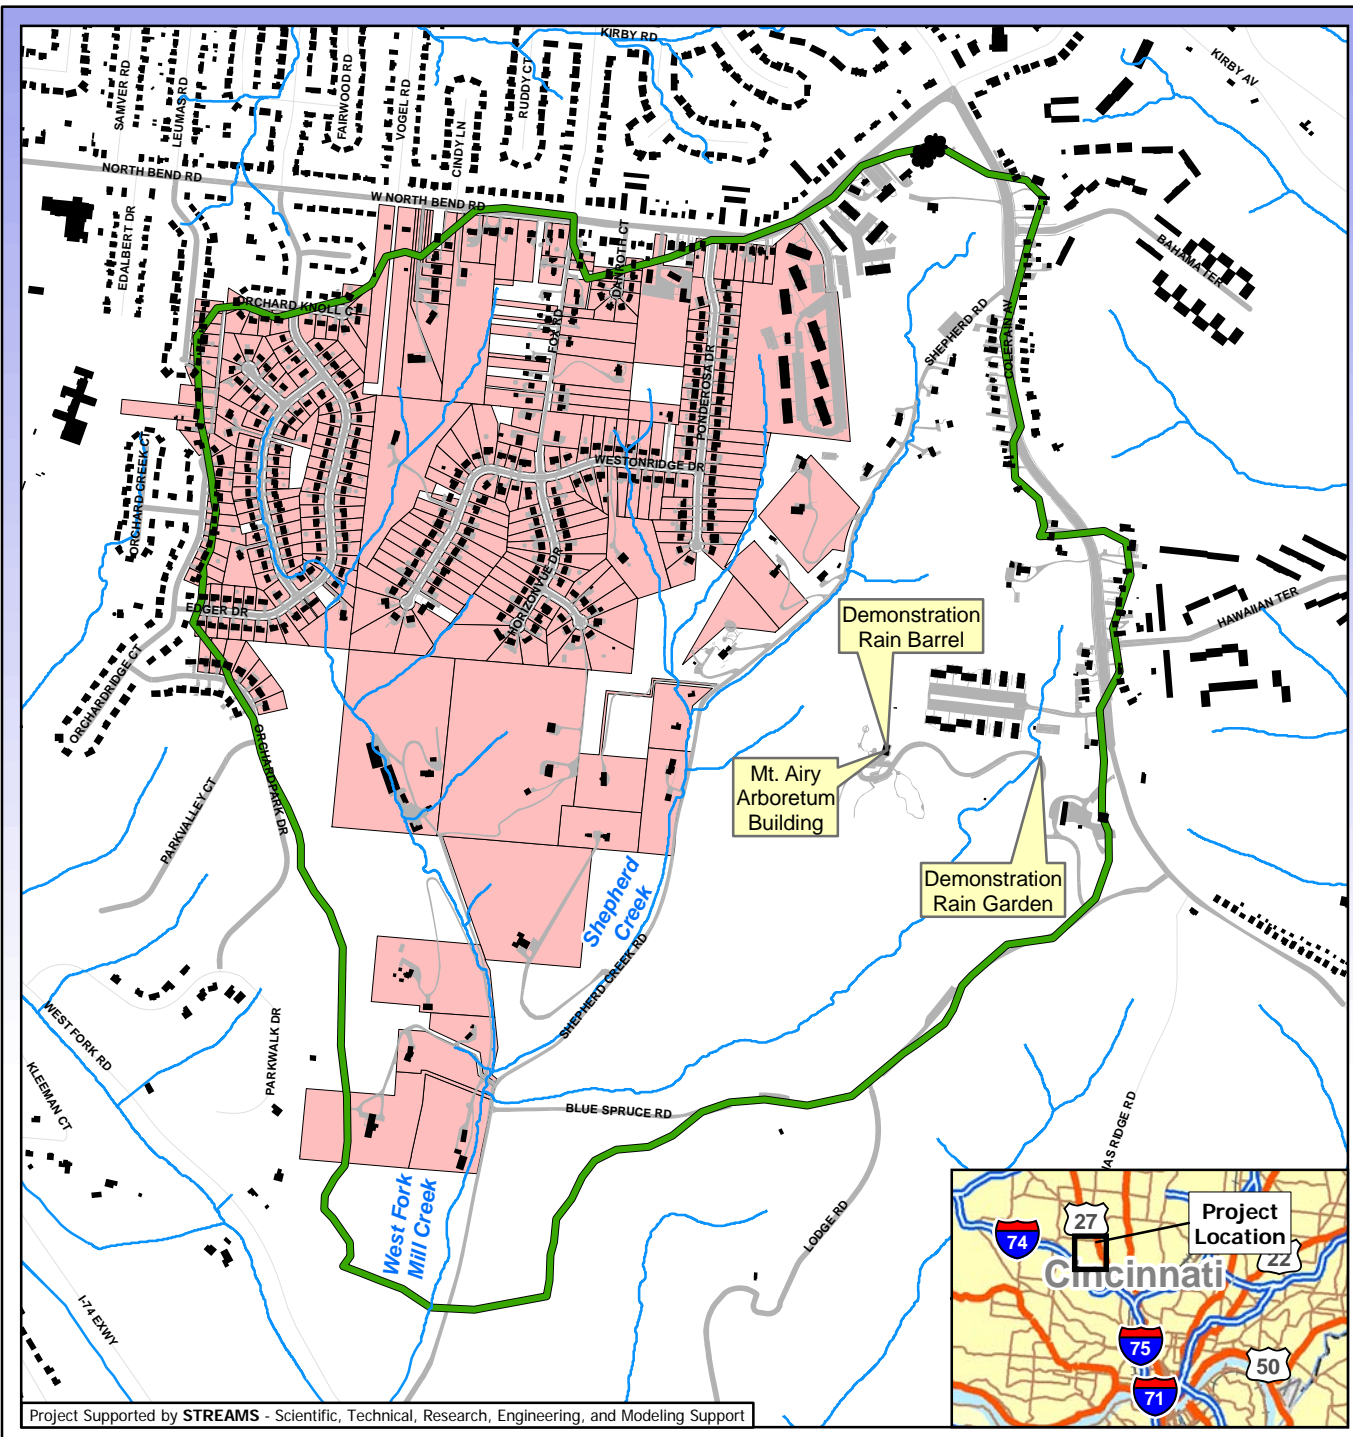 KIRBY RD
KIRBY AV
SAMVER RD
LEUMAS RD
FAIRWOOD RD
VOGEL RD
CINDY LN
RUDDY CT
NORTH BEND RD
W NORTH BEND RD
EDALBERT DR
DANROTH CT
BAHAMA TER
ORCHARD KNOLL CT
FOX RD
PONDEROSA DR
SHEPHERD RD
COLERAIN AV
ORCHARD CREEK CT
WESTONRIDGE DR
HORIZONVUE DR
EDGER DR
HAWAIIAN TER
ORCHARDRIDGE CT
Demonstration
Rain Barrel
ORCHARDPARK DR
PARKVALLEY CT
Mt. Airy
Arboretum
Building
Demonstration
Rain Garden
Shepherd
Creek
SHEPHERD CREEK RD
WEST FORK RD
KLEEMAN CT
PARKWALK DR
BLUE SPRUCE RD
AS RIDGE RD
West Fork
Mill Creek
LODGE RD
I-74 EXWY
Project
Location
27
74
22
Cincinnati
75
50
71
Project Supported by STREAMS - Scientific, Technical, Research, Engineering, and Modeling Support